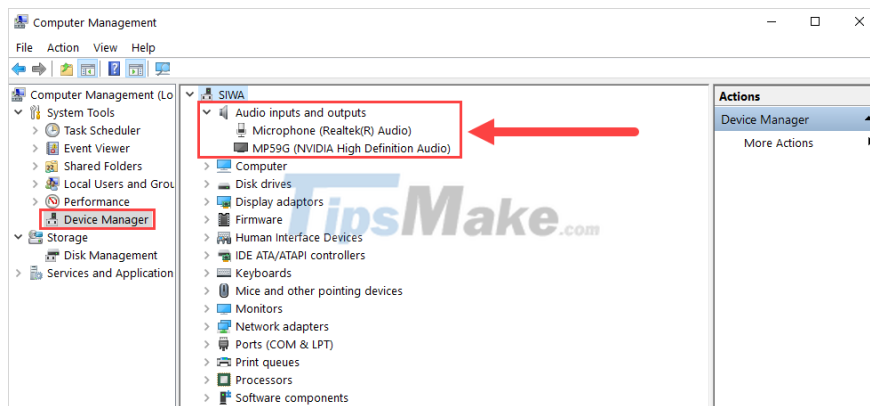 Computer Management
File Action View Help
Computer Management (Lo
System Tools
Task Scheduler
Event Viewer
Shared Folders
Local Users and Grou
Performance
Device Manager
Storage
Disk Management
Services and Application
SIWA
Audio inputs and outputs
Microphone (Realtek(R) Audio)
MP59G (NVIDIA High Definition Audio)
Computer
Disk drives
Display adaptors
Firmware
Human Interface Devices
IDE ATA/ATAPI controllers
Keyboards
Mice and other pointing devices
Monitors
Network adapters
Ports (COM & LPT)
Print queues
Processors
Software components
TipsMake.com
Actions
Device Manager
More Actions